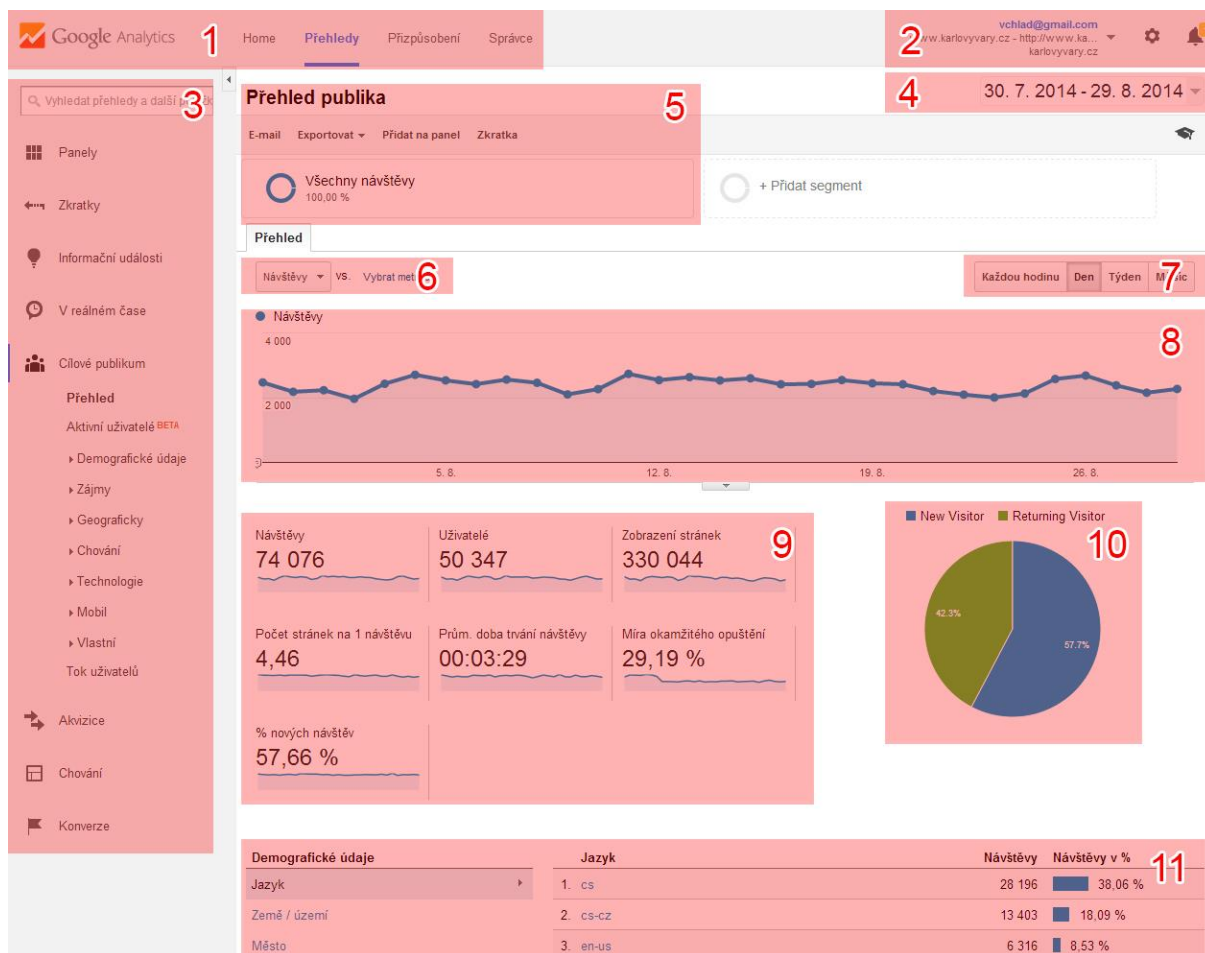 Google Analytics
1
Home Přehledy Přizpůsobení Správce
vchlad@gmail.com
2
ww.karlovyvary.cz - http://www.ka...
karlovyvary.cz
3
Vyhledat přehledy a další
4
30. 7. 2014 - 29. 8. 2014
Přehled publika
5
E-mail Exportovat Přidat na panel Zkratka
Všechny návštěvy
100,00 %
+ Přidat segment
Přehled
Návštěvy VS. Vybrat
6
Každou hodinu Den Týden
7
Návštěvy
8
4 000
2 000
5. 8. 12. 8. 19. 8. 26. 8.
Panely
Zkratky
Informační události
V reálném čase
Cílové publikum
Přehled
Aktivní uživatelé BETA
Demografické údaje
Zájmy
Geograficky
Chování
Technologie
Mobil
Vlastní
Tok uživatelů
Akvizice
Chování
Konverze
9
Návštěvy
74 076
Uživatelé
50 347
Zobrazení stránek
330 044
Počet stránek na 1 návštěvu
4,46
Prům. doba trvání návštěvy
00:03:29
Míra okamžitého opuštění
29,19 %
% nových návštěv
57,66 %
New Visitor Returning Visitor
10
42.3%
57.7%
11
Demografické údaje
Jazyk
Země / území
Město
Jazyk Návštěvy Návštěvy v %
1. cs 28 196 38,06 %
2. cs-cz 13 403 18,09 %
3. en-us 6 316 8,53 %